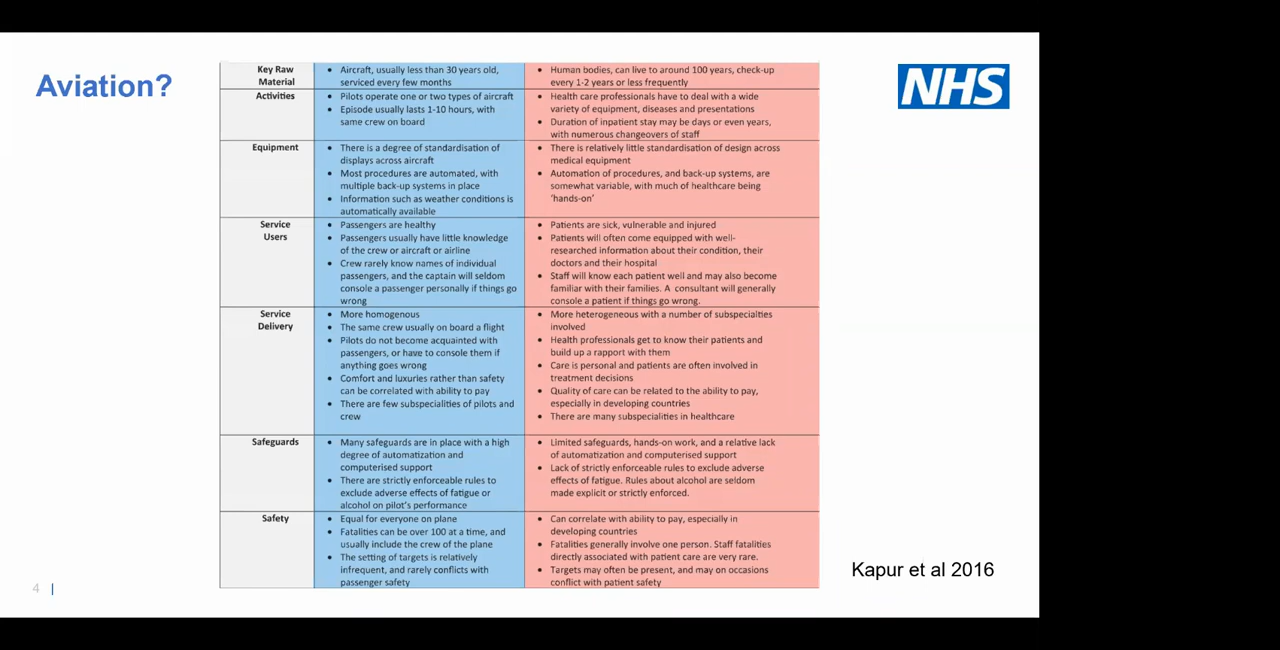 Aviation?
NHS
Key Raw
Material
• Aircraft, usually less than 30 years old,
serviced every few months
• Human bodies, can live to around 100 years, check-up
every 1-2 years or less frequently
Activities
• Pilots operate one or two types of aircraft
• Episode usually lasts 1-10 hours, with
same crew on board
• Health care professionals have to deal with a wide
variety of equipment, diseases and presentations
• Duration of inpatient stay may be days or even years,
with numerous changeovers of staff
Equipment
• There is a degree of standardisation of
displays across aircraft
• Most procedures are automated, with
multiple back-up systems in place
• Information such as weather conditions is
automatically available
• There is relatively little standardisation of design across
medical equipment
• Automation of procedures, and back-up systems, are
somewhat variable, with much of healthcare being
‘hands-on’
Service
Users
• Passengers are healthy
• Passengers usually have little knowledge
of the crew or aircraft or airline
• Crew rarely know names of individual
passengers, and the captain will seldom
console a passenger personally if things go
wrong
• Patients are sick, vulnerable and injured
• Patients will often come equipped with well-
researched information about their condition, their
doctors and their hospital
• Staff will know each patient well and may also become
familiar with their families. A consultant will generally
console a patient if things go wrong.
Service
Delivery
• More homogenous
• The same crew usually on board a flight
• Pilots do not become acquainted with
passengers, or have to console them if
anything goes wrong
• Comfort and luxuries rather than safety
can be correlated with ability to pay
• There are few subspecialities of pilots and
crew
• More heterogeneous with a number of subspecialties
involved
• Health professionals get to know their patients and
build up a rapport with them
• Care is personal and patients are often involved in
treatment decisions
• Quality of care can be related to the ability to pay,
especially in developing countries
• There are many subspecialities in healthcare
Safeguards
• Many safeguards are in place with a high
degree of automatization and
computerised support
• There are strictly enforceable rules to
exclude adverse effects of fatigue or
alcohol on pilot’s performance
• Limited safeguards, hands-on work, and a relative lack
of automatization and computerised support
• Lack of strictly enforceable rules to exclude adverse
effects of fatigue. Rules about alcohol are seldom
made explicit or strictly enforced.
Safety
• Equal for everyone on plane
• Fatalities can be over 100 at a time, and
usually include the crew of the plane
• The setting of targets is relatively
infrequent, and rarely conflicts with
passenger safety
• Can correlate with ability to pay, especially in
developing countries
• Fatalities generally involve one person. Staff fatalities
directly associated with patient care are very rare.
• Targets may often be present, and may on occasions
conflict with patient safety
Kapur et al 2016
4 |